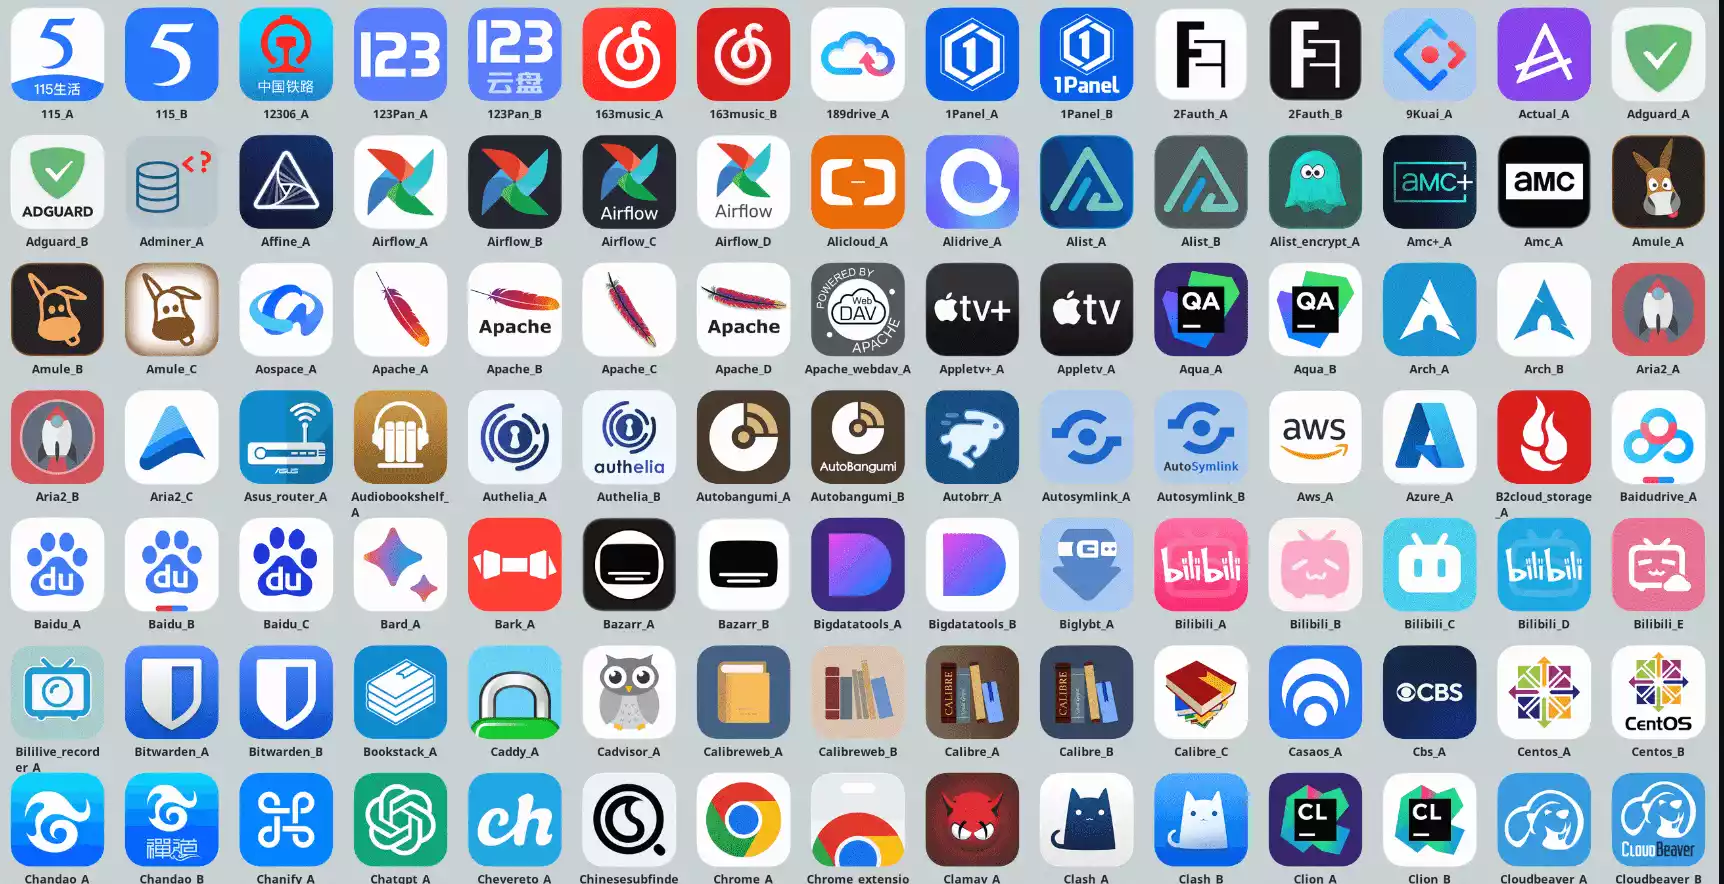 5
115生活
5
中国铁路
123
123
云盘
1
1
1Panel
115_A
115_B
12306_A
123Pan_A
123Pan_B
163music_A
163music_B
189drive_A
1Panel_A
1Panel_B
2Fauth_A
2Fauth_B
9Kuai_A
Actual_A
Adguard_A
ADGUARD
<?
Airflow
Airflow
aMC+
aMC
Adguard_B
Adminer_A
Affine_A
Airflow_A
Airflow_B
Airflow_C
Airflow_D
Alicloud_A
Alidrive_A
Alist_A
Alist_B
Alist_encrypt_A
Amc+_A
Amc_A
Amule_A
Apache
Apache
POWERED BY
Web
DAV
APACHE
tv+
tv
QA
QA
Amule_B
Amule_C
Aospace_A
Apache_A
Apache_B
Apache_C
Apache_D
Apache_webdav_A
Appletv+_A
Appletv_A
Aqua_A
Aqua_B
Arch_A
Arch_B
Aria2_A
ASUS
authelia
AutoBangumi
AutoSymlink
aws
Aria2_B
Aria2_C
Asus_router_A
Audiobookshelf_
A
Authelia_A
Authelia_B
Autobangumi_A
Autobangumi_B
Autobrr_A
Autosymlink_A
Autosymlink_B
Aws_A
Azure_A
B2cloud_storage
_A
Baidudrive_A
du
du
du
bilibili
bilibili
Baidu_A
Baidu_B
Baidu_C
Bard_A
Bark_A
Bazarr_A
Bazarr_B
Bigdatatools_A
Bigdatatools_B
Biglybt_A
Bilibili_A
Bilibili_B
Bilibili_C
Bilibili_D
Bilibili_E
CALIBRE
CALIBRE
CBS
CentOS
Bililive_record
er_A
Bitwarden_A
Bitwarden_B
Bookstack_A
Caddy_A
Cadvisor_A
Calibreweb_A
Calibreweb_B
Calibre_A
Calibre_B
Calibre_C
Casaos_A
Cbs_A
Centos_A
Centos_B
禅道
ch
CL
CL
CloudBeaver
Chandao_A
Chandao_B
Chanify_A
Chatgpt_A
Chevereto_A
Chinesesubfinde
Chrome_A
Chrome_extensio
Clamav_A
Clash_A
Clash_B
Clion_A
Clion_B
Cloudbeaver_A
Cloudbeaver_B